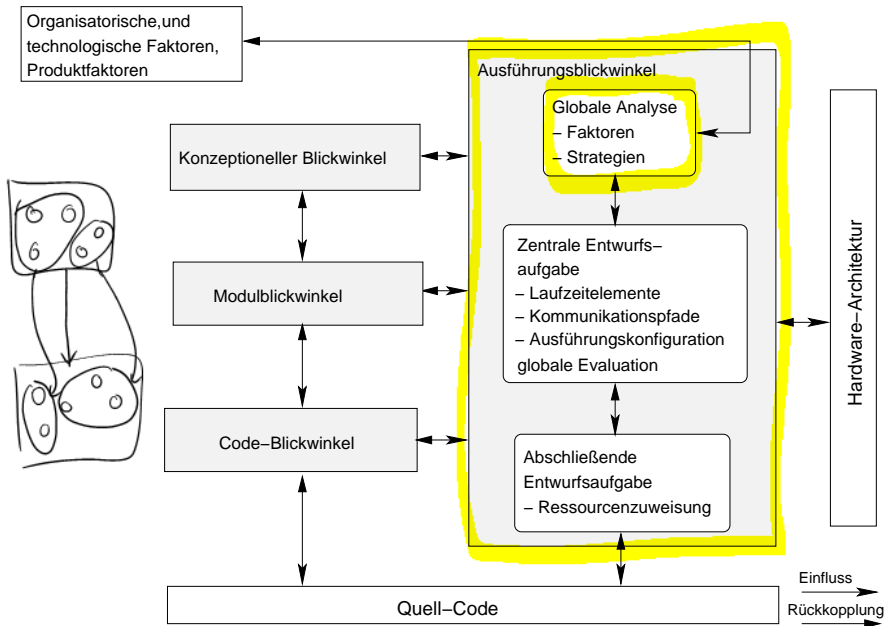 Organisatorische,und
technologische Faktoren,
Produktfaktoren
Ausführungsblickwinkel
Globale Analyse
– Faktoren
– Strategien
Konzeptioneller Blickwinkel
Zentrale Entwurfs–
aufgabe
– Laufzeitelemente
– Kommunikationspfade
– Ausführungskonfiguration
globale Evaluation
Modulblickwinkel
Hardware–Architektur
Code–Blickwinkel
Abschließende
Entwurfsaufgabe
– Ressourcenzuweisung
Quell–Code
Einfluss
Rückkopplung